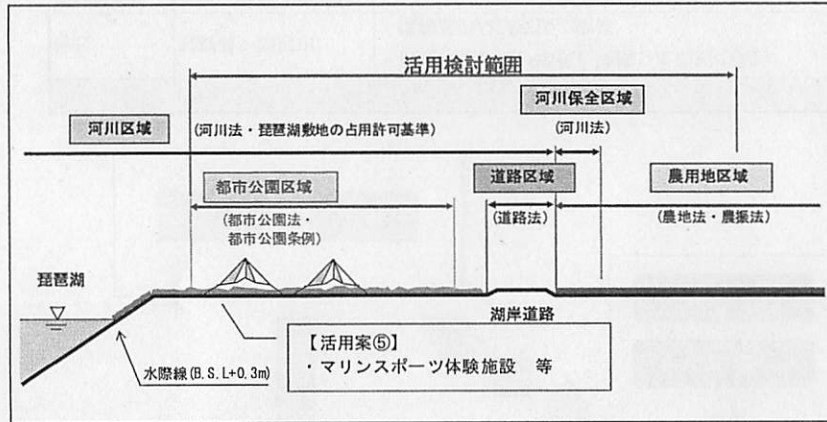 活用検討範囲
河川保全区域
河川区域
(河川法・琵琶湖敷地の占用許可基準)
(河川法)
都市公園区域
道路区域
農用地区域
(都市公園法・
都市公園条例)
(道路法)
(農地法・農振法)
琵琶湖
湖岸道路
【活用案⑤】
・マリンスポーツ体験施設 等
水際線(B.S.L+0.3m)